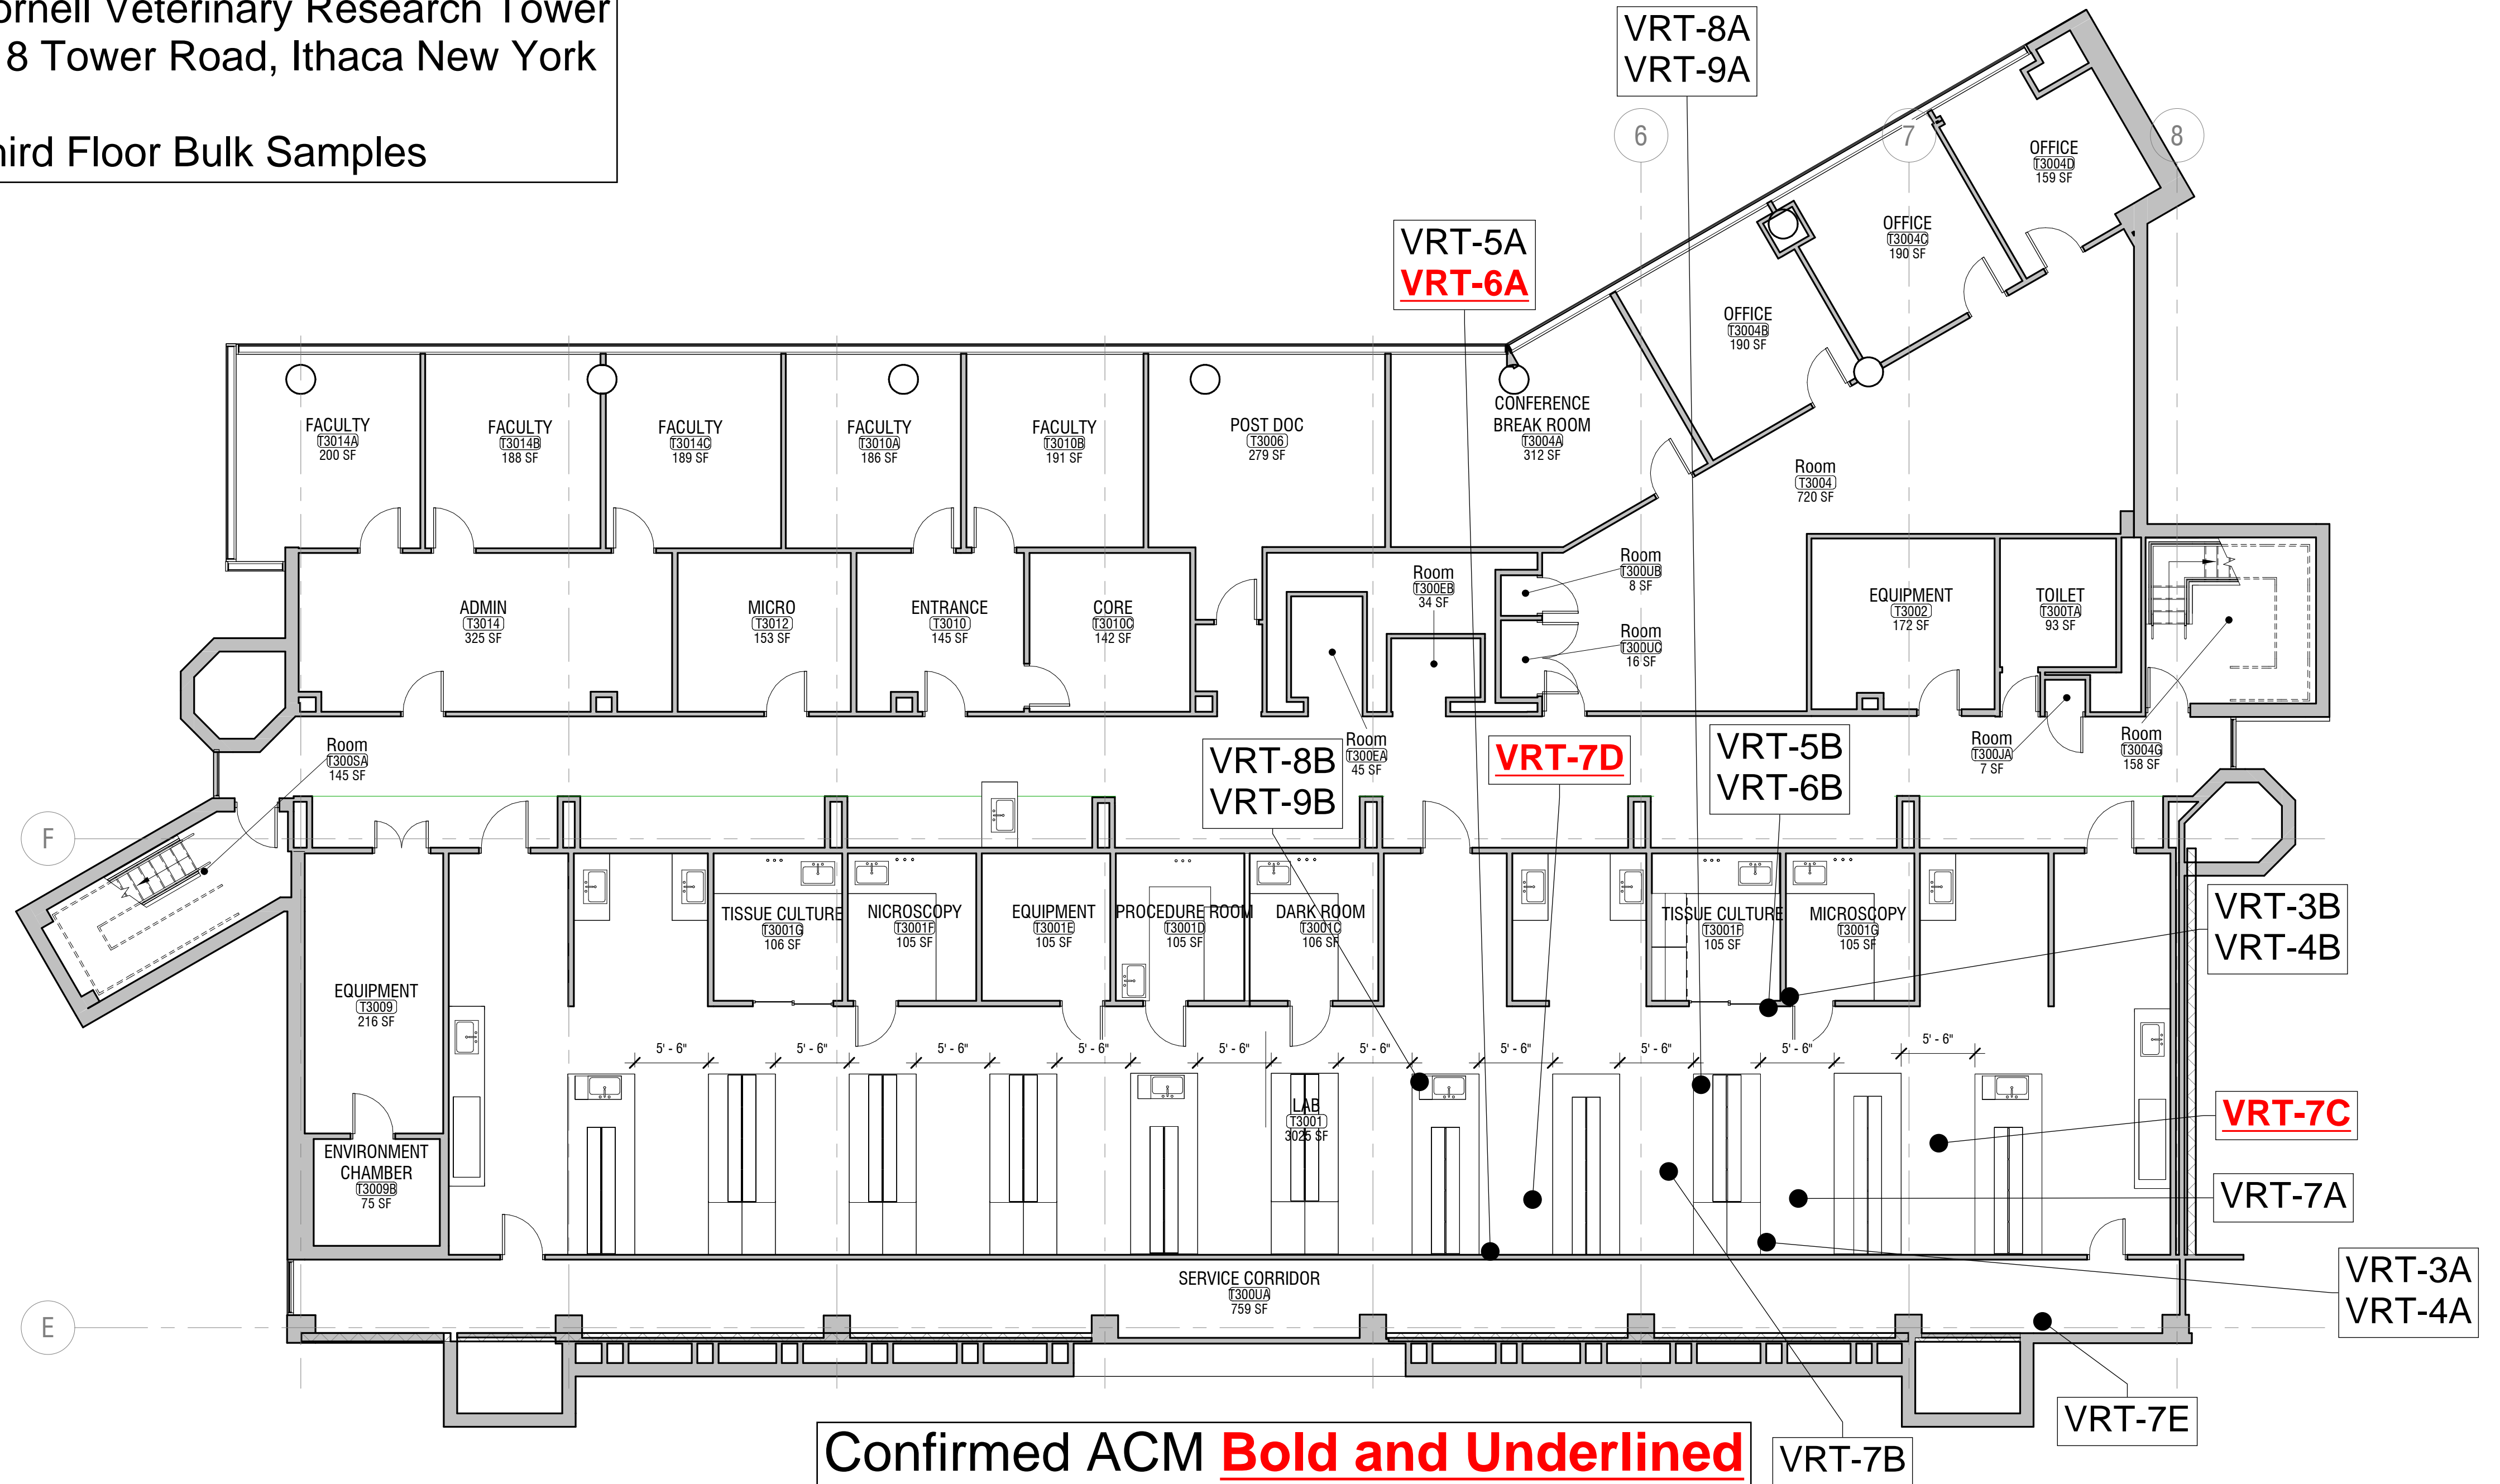 ornell Veterinary Research Tower
8 Tower Road, Ithaca New York
hird Floor Bulk Samples
VRT-8A
VRT-9A
6
7
8
OFFICE
T3004D
159 SF
OFFICE
T3004C
190 SF
VRT-5A
VRT-6A
OFFICE
T3004B
190 SF
FACULTY
T3014A
200 SF
FACULTY
T3014B
188 SF
FACULTY
T3014C
189 SF
FACULTY
T3010A
186 SF
FACULTY
T3010B
191 SF
POST DOC
T3006
279 SF
CONFERENCE
BREAK ROOM
T3004A
312 SF
Room
T3004
720 SF
ADMIN
T3014
325 SF
MICRO
T3012
153 SF
ENTRANCE
T3010
145 SF
CORE
T3010C
142 SF
Room
T300EB
34 SF
Room
T300UB
8 SF
Room
T300UC
16 SF
EQUIPMENT
T3002
172 SF
TOILET
T300TA
93 SF
Room
T300SA
145 SF
VRT-8B
VRT-9B
Room
T300EA
45 SF
VRT-7D
VRT-5B
VRT-6B
Room
T300JA
7 SF
Room
T3004G
158 SF
F
TISSUE CULTURE
T3001G
106 SF
NICROSCOPY
T3001F
105 SF
EQUIPMENT
T3001E
105 SF
PROCEDURE ROOM
T3001D
105 SF
DARK ROOM
T3001C
106 SF
TISSUE CULTURE
T3001F
105 SF
MICROSCOPY
T3001G
105 SF
VRT-3B
VRT-4B
EQUIPMENT
T3009
216 SF
5' - 6"
5' - 6"
5' - 6"
5' - 6"
5' - 6"
5' - 6"
5' - 6"
5' - 6"
5' - 6"
5' - 6"
LAB
T3001
3025 SF
VRT-7C
ENVIRONMENT
CHAMBER
T3009B
75 SF
VRT-7A
SERVICE CORRIDOR
T300UA
759 SF
VRT-3A
VRT-4A
E
VRT-7E
Confirmed ACM Bold and Underlined
VRT-7B